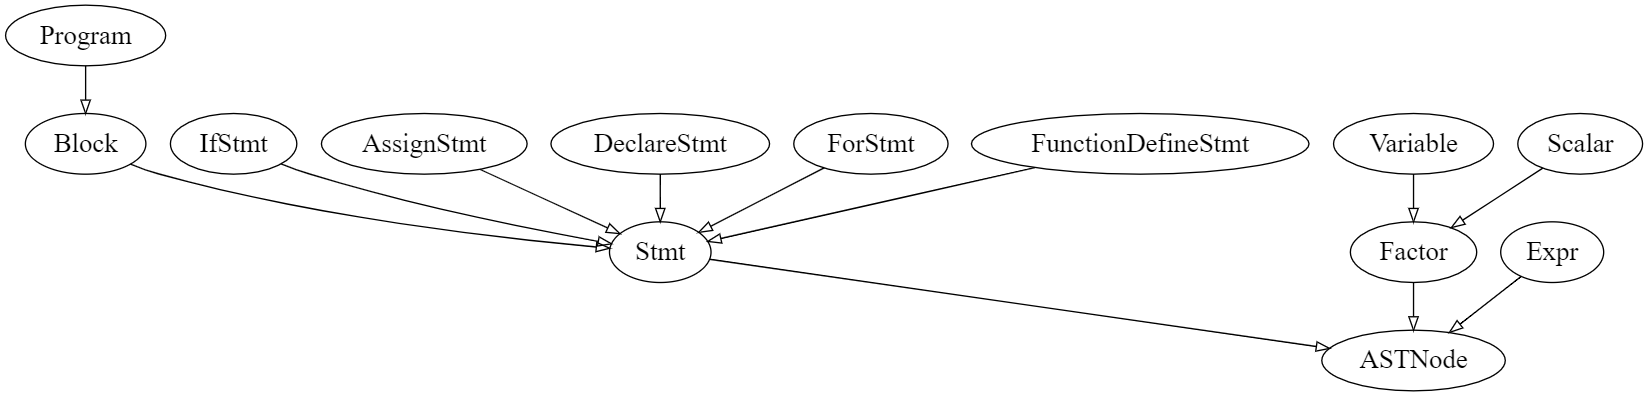 Program
Block
IfStmt
AssignStmt
DeclareStmt
ForStmt
FunctionDefineStmt
Variable
Scalar
Stmt
Factor
Expr
ASTNode